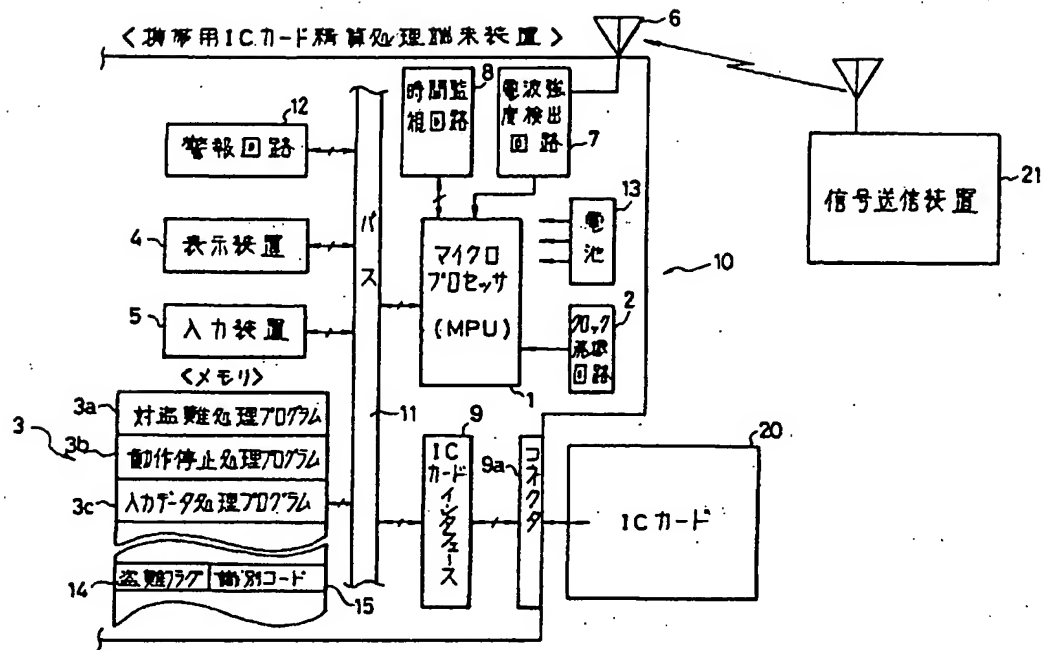 <携帯用ICカード精算処理端末装置>
6
8
時間監
視回路
電波強
度検出
回路
7
12
警報回路
21
信号送信装置
13
電
池
4
表示装置
バ
ス
マイクロ
プロセッサ
(MPU)
10
5
入力装置
2
クロック
発振
回路
1
<メモリ>
3
3a
対盗難処理プログラム
3b
動作停止処理プログラム
3c
入力データ処理プログラム
11
9
IC
カード
インタフェース
9a
コネクタ
20
ICカード
14
盗難フラグ
識別コード
15